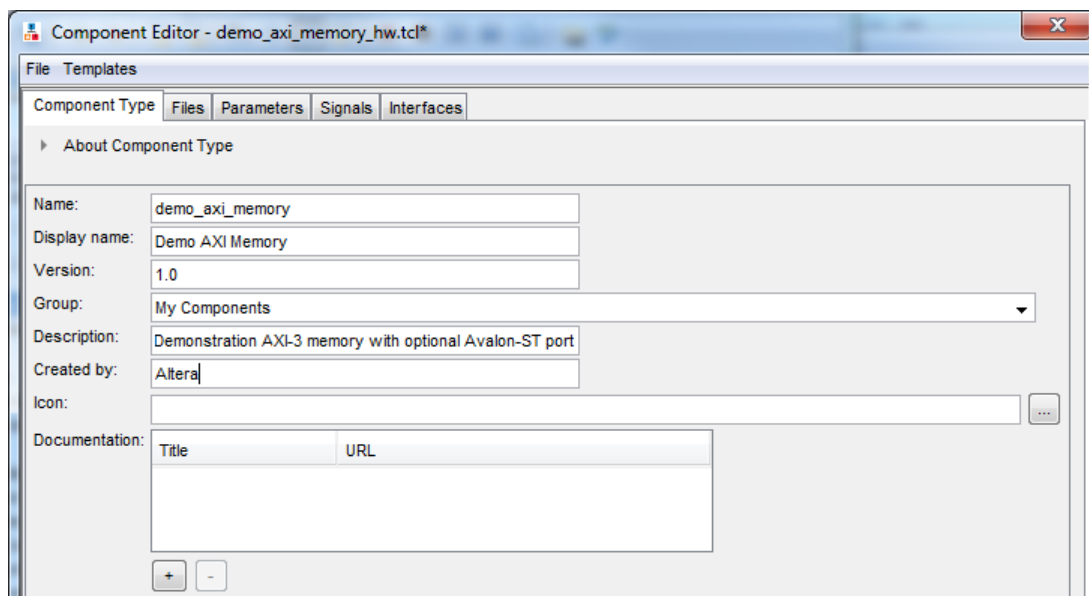 Component Editor - demo_axi_memory_hw.tcl*
File Templates
Component Type Files Parameters Signals Interfaces
About Component Type
Name: demo_axi_memory
Display name: Demo AXI Memory
Version: 1.0
Group: My Components
Description: Demonstration AXI-3 memory with optional Avalon-ST port
Created by: Altera
Icon: ...
Documentation: Title URL
+ -